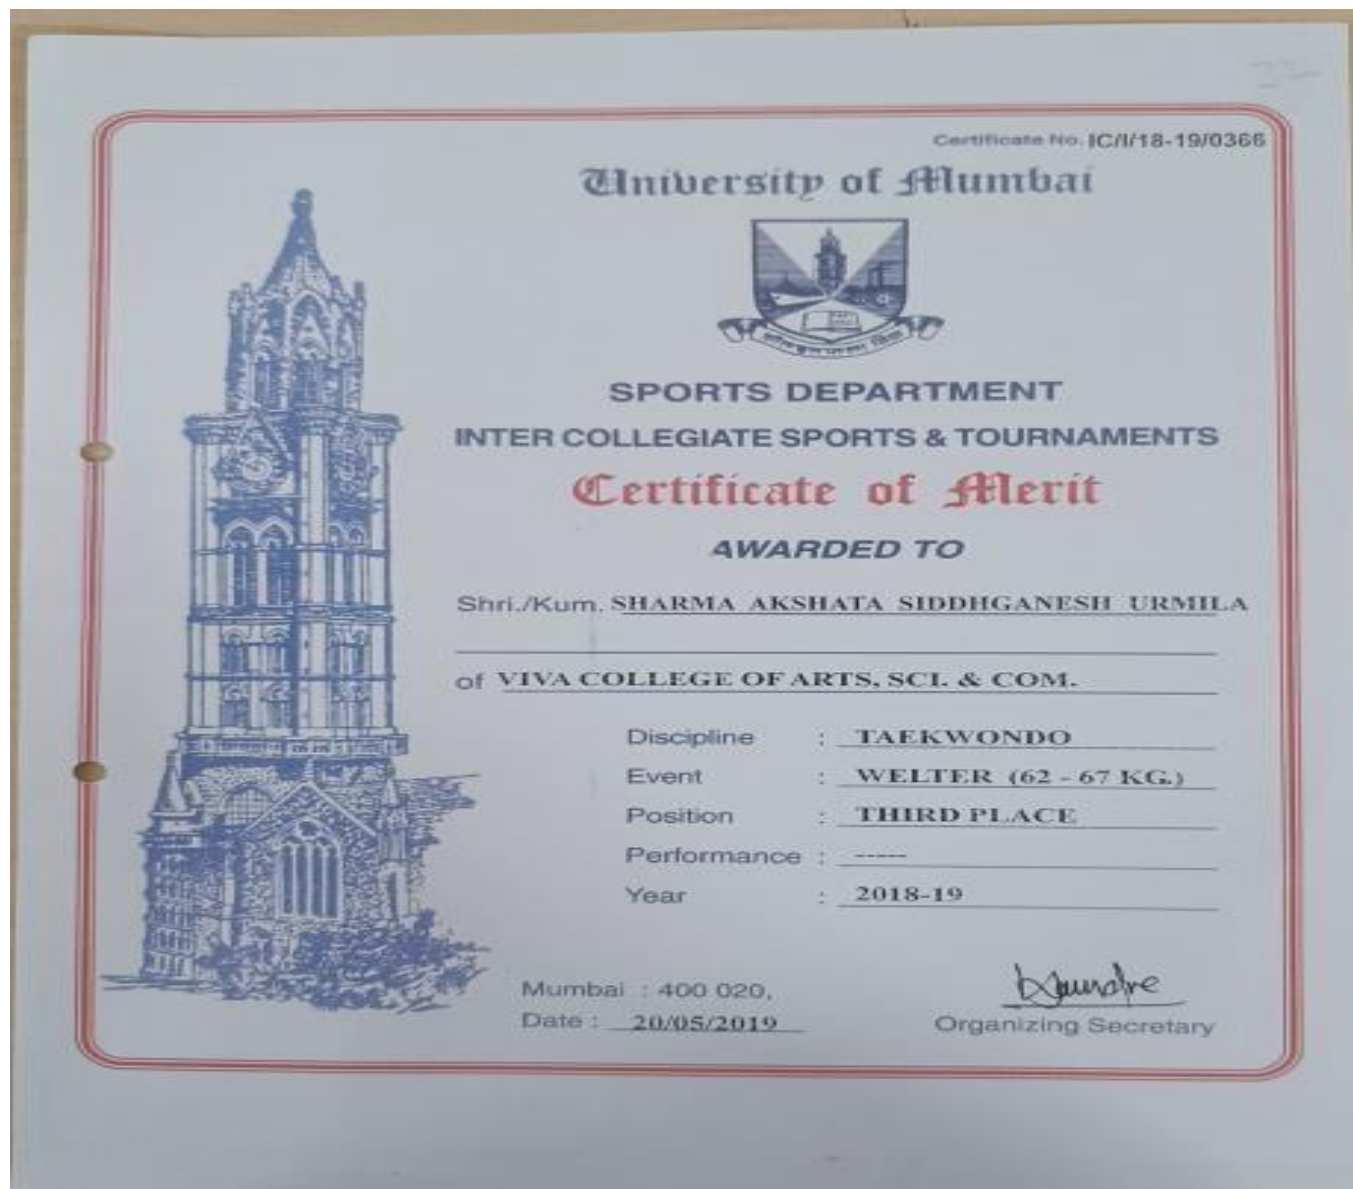 Certificate No. IC/I/18-19/0366
University of Mumbai
SPORTS DEPARTMENT
INTER COLLEGIATE SPORTS & TOURNAMENTS
Certificate of Merit
AWARDED TO
Shri./Kum. SHARMA AKSHATA SIDDHGANESH URMILA
of VIVA COLLEGE OF ARTS, SCI. & COM.
Discipline : TAEKWONDO
Event : WELTER (62 - 67 KG.)
Position : THIRD PLACE
Performance : -----
Year : 2018-19
Mumbai : 400 020,
Date : 20/05/2019
Organizing Secretary